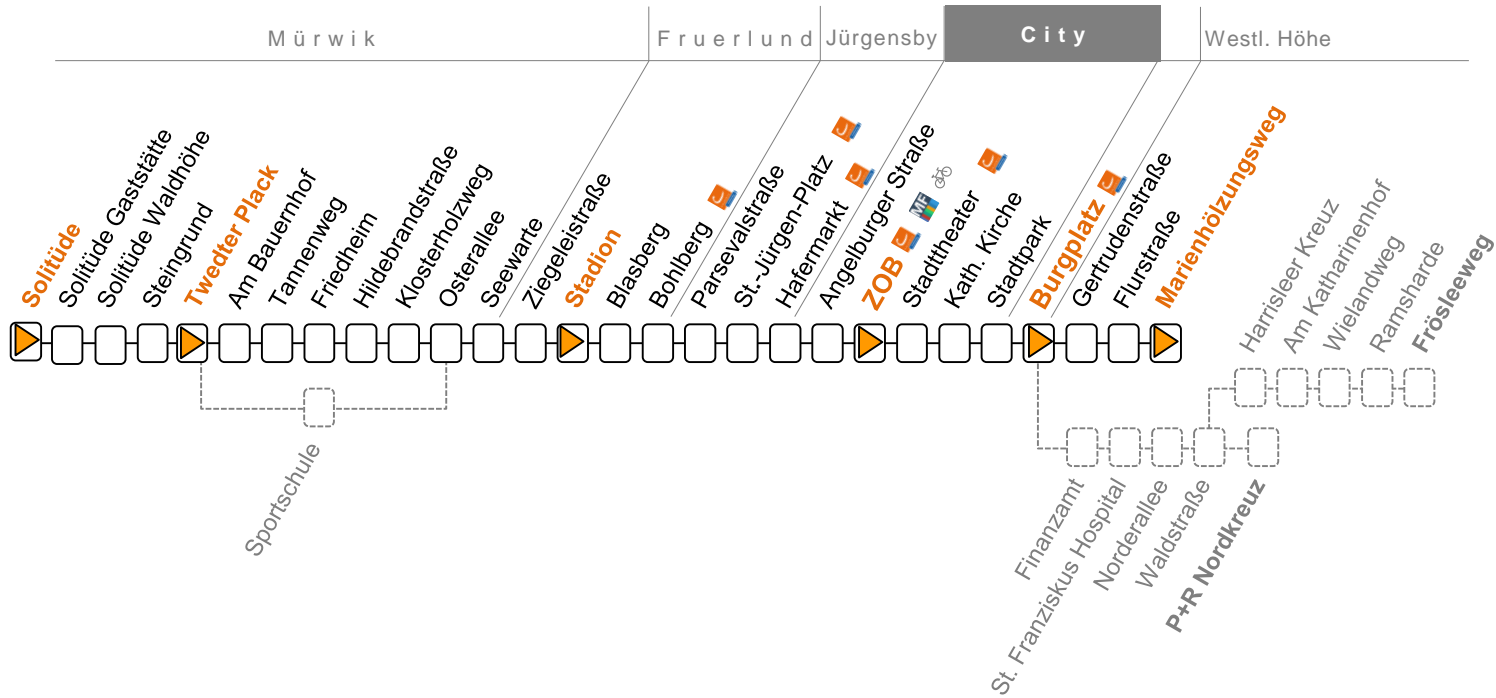 Mürwik
Fruerlund
Jürgensby
City
Westl. Höhe
Solitüde
Solitüde Gaststätte
Solitüde Waldhöhe
Steingrund
Twedter Plack
Am Bauernhof
Tannenweg
Friedheim
Hildebrandstraße
Klosterholzweg
Osterallee
Seewarte
Ziegeleistraße
Stadion
Blasberg
Bohlberg
Parsevalstraße
St.-Jürgen-Platz
Hafermarkt
Angelburger Straße
ZOB
MF
Stadttheater
Kath. Kirche
Stadtpark
Burgplatz
Gertrudenstraße
Flurstraße
Marienhölzungsweg
Harrisleer Kreuz
Am Katharinenhof
Wielandweg
Ramsharde
Frösleeweg
Sportschule
Finanzamt
St. Franziskus Hospital
Norderallee
Waldstraße
P+R Nordkreuz